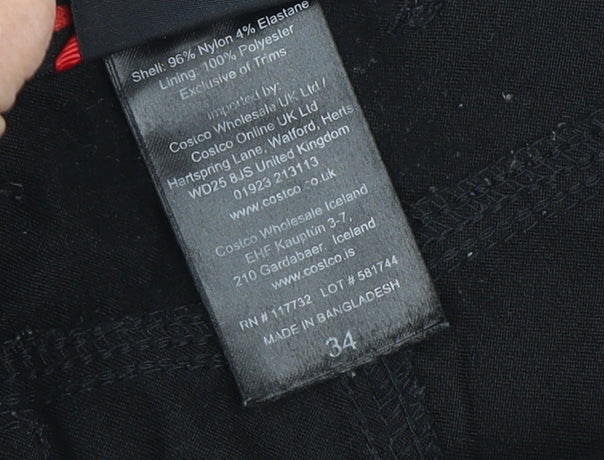 Shell: 96% Nylon 4% Elastane
Lining: 100% Polyester
Exclusive of Trims
Imported by:
Costco Wholesale UK Ltd /
Costco Online UK Ltd
Hartspring Lane, Watford, Herts
WD25 8JS United Kingdom
01923 213113
www.costco.co.uk
Costco Wholesale Iceland
EHF Kauptún 3-7,
210 Gardabaer, Iceland
www.costco.is
RN # 117732 LOT # 581744
MADE IN BANGLADESH
34